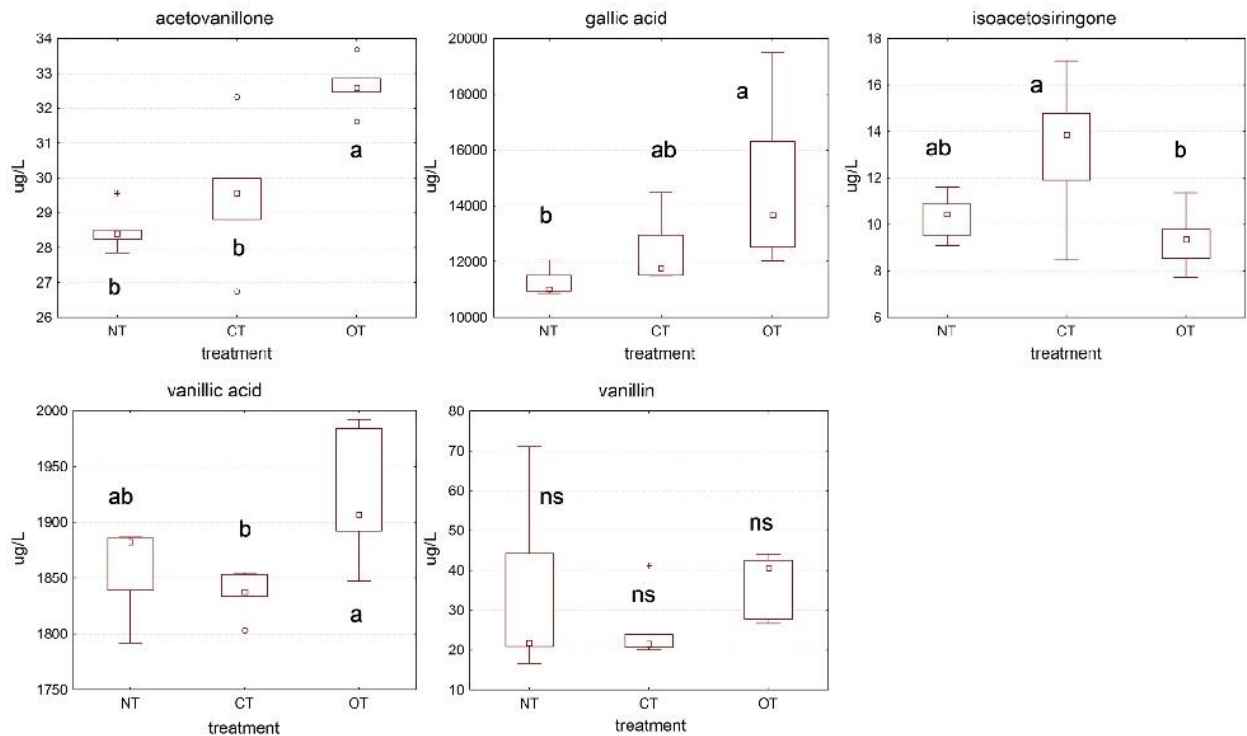 acetovanillone
34
33
32
31
30
29
28
27
26
ug/L
b
b
a
NT
CT
OT
treatment
gallic acid
20000
18000
16000
14000
12000
10000
ug/L
b
ab
a
NT
CT
OT
treatment
isoacetosiringone
18
16
14
12
10
8
6
ug/L
ab
a
b
NT
CT
OT
treatment
vanillic acid
2000
1950
1900
1850
1800
1750
ug/L
ab
b
a
NT
CT
OT
treatment
vanillin
80
70
60
50
40
30
20
10
ug/L
ns
ns
ns
NT
CT
OT
treatment